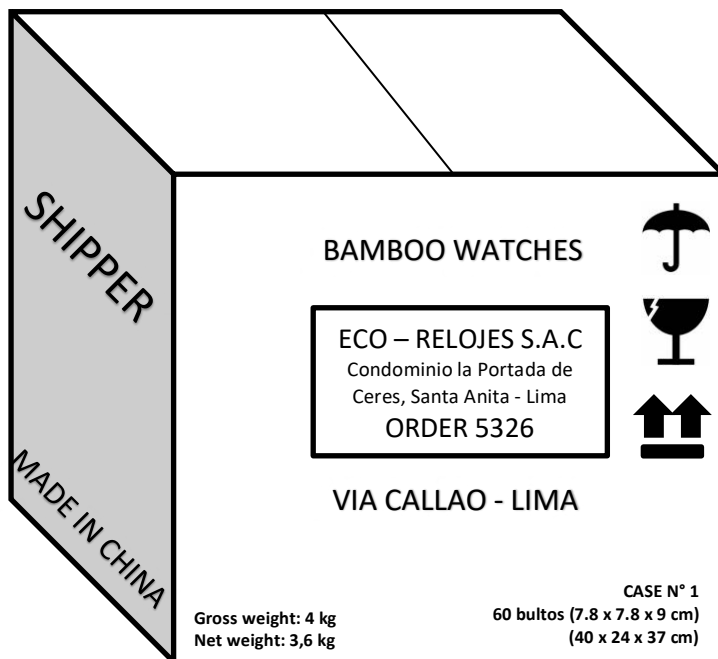 SHIPPER
MADE IN CHINA
BAMBOO WATCHES
ECO – RELOJES S.A.C
Condominio la Portada de
Ceres, Santa Anita - Lima
ORDER 5326
VIA CALLAO - LIMA
Gross weight: 4 kg
Net weight: 3,6 kg
CASE N° 1
60 bultos (7.8 x 7.8 x 9 cm)
(40 x 24 x 37 cm)